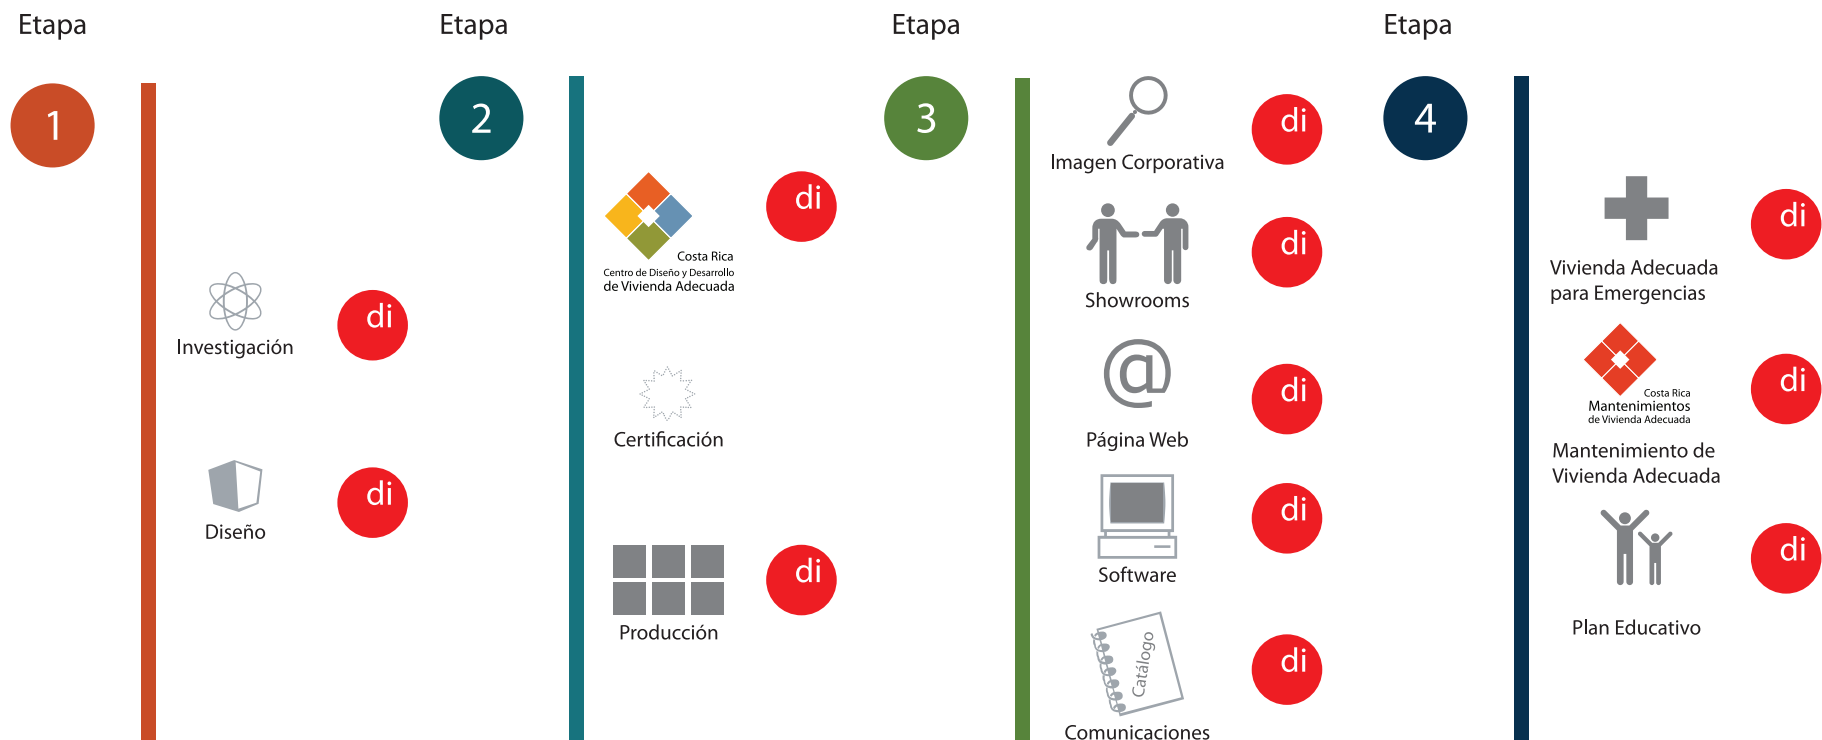 Etapa
1
Investigación
di
Diseño
di
Etapa
2
Costa Rica
Centro de Diseño y Desarrollo
de Vivienda Adecuada
di
Certificación
Producción
di
Etapa
3
Imagen Corporativa
di
Showrooms
di
@
Página Web
di
Software
di
Catálogo
Comunicaciones
di
Etapa
4
Vivienda Adecuada
para Emergencias
di
Costa Rica
Mantenimientos
de Vivienda Adecuada
Mantenimiento de
Vivienda Adecuada
di
Plan Educativo
di